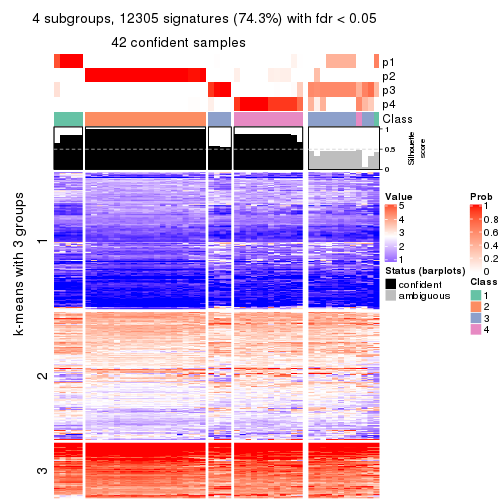 4 subgroups, 12305 signatures (74.3%) with fdr < 0.05
42 confident samples
p1
p2
p3
p4
Class
1
0.5
0
Silhouette
score
k-means with 3 groups
1
2
3
Value
5
4
3
2
1
Status (barplots)
confident
ambiguous
Prob
1
0.8
0.6
0.4
0.2
0
Class
1
2
3
4